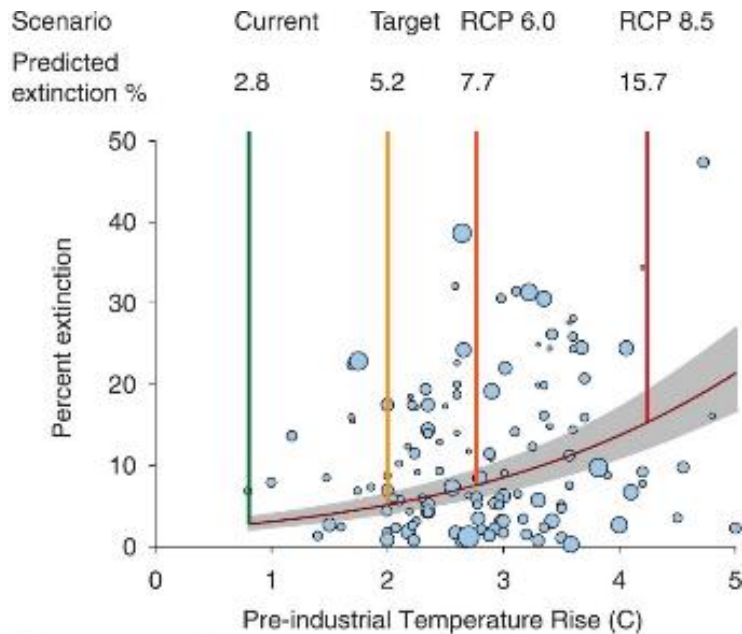 Scenario Current Target RCP 6.0 RCP 8.5
Predicted
extinction % 2.8 5.2 7.7 15.7
50
40
30
20
10
0
Percent extinction
0 1 2 3 4 5
Pre-industrial Temperature Rise (C)